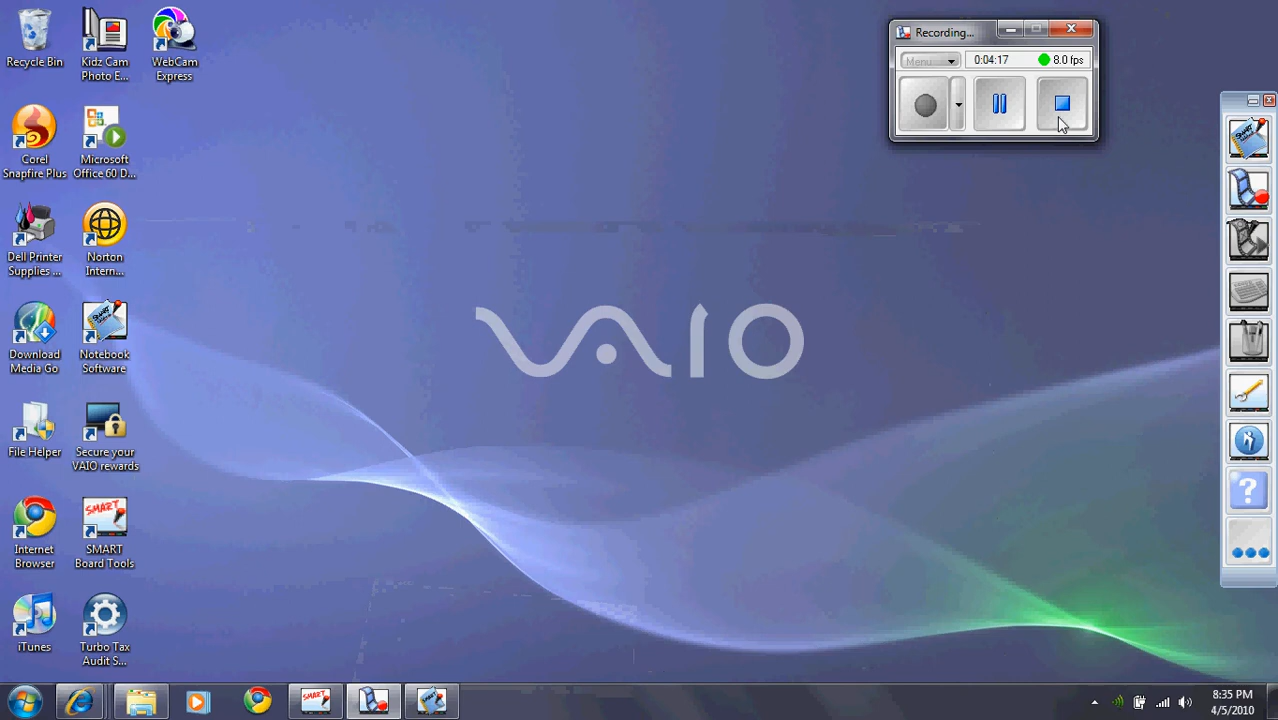 Recycle Bin
Kidz Cam
Photo E...
WebCam
Express
Corel
Snapfire Plus
Microsoft
Office 60 D...
Dell Printer
Supplies ...
Norton
Intern...
Download
Media Go
Notebook
Software
File Helper
Secure your
VAIO rewards
Internet
Browser
SMART
Board Tools
iTunes
Turbo Tax
Audit S...
VAIO
Recording...
Menu
0:04:17
8.0 fps
SMART
SMART
8:35 PM
4/5/2010